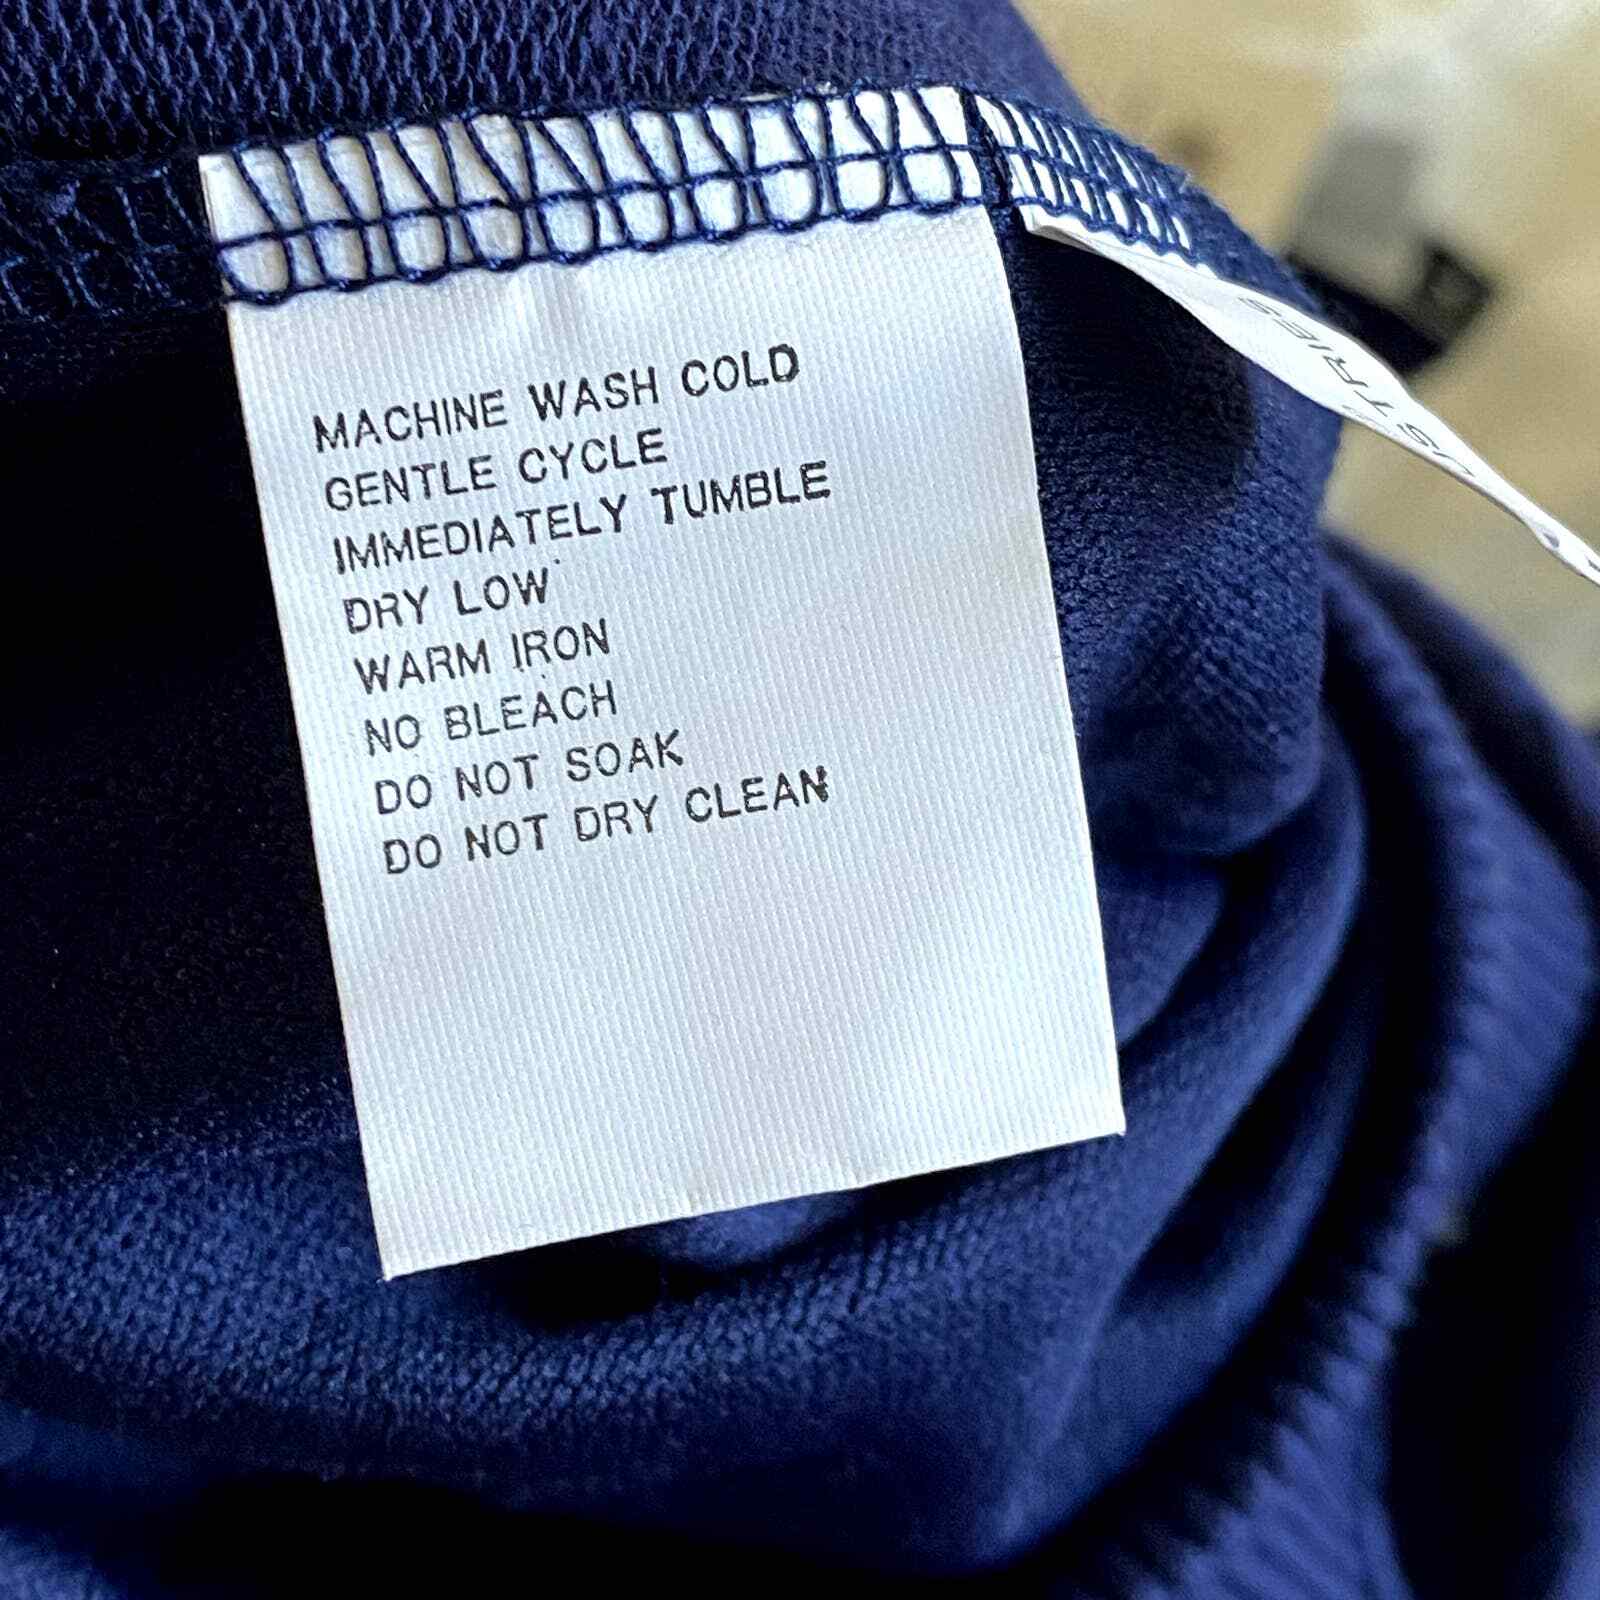 MACHINE WASH COLD
GENTLE CYCLE
IMMEDIATELY TUMBLE
DRY LOW
WARM IRON
NO BLEACH
DO NOT SOAK
DO NOT DRY CLEAN